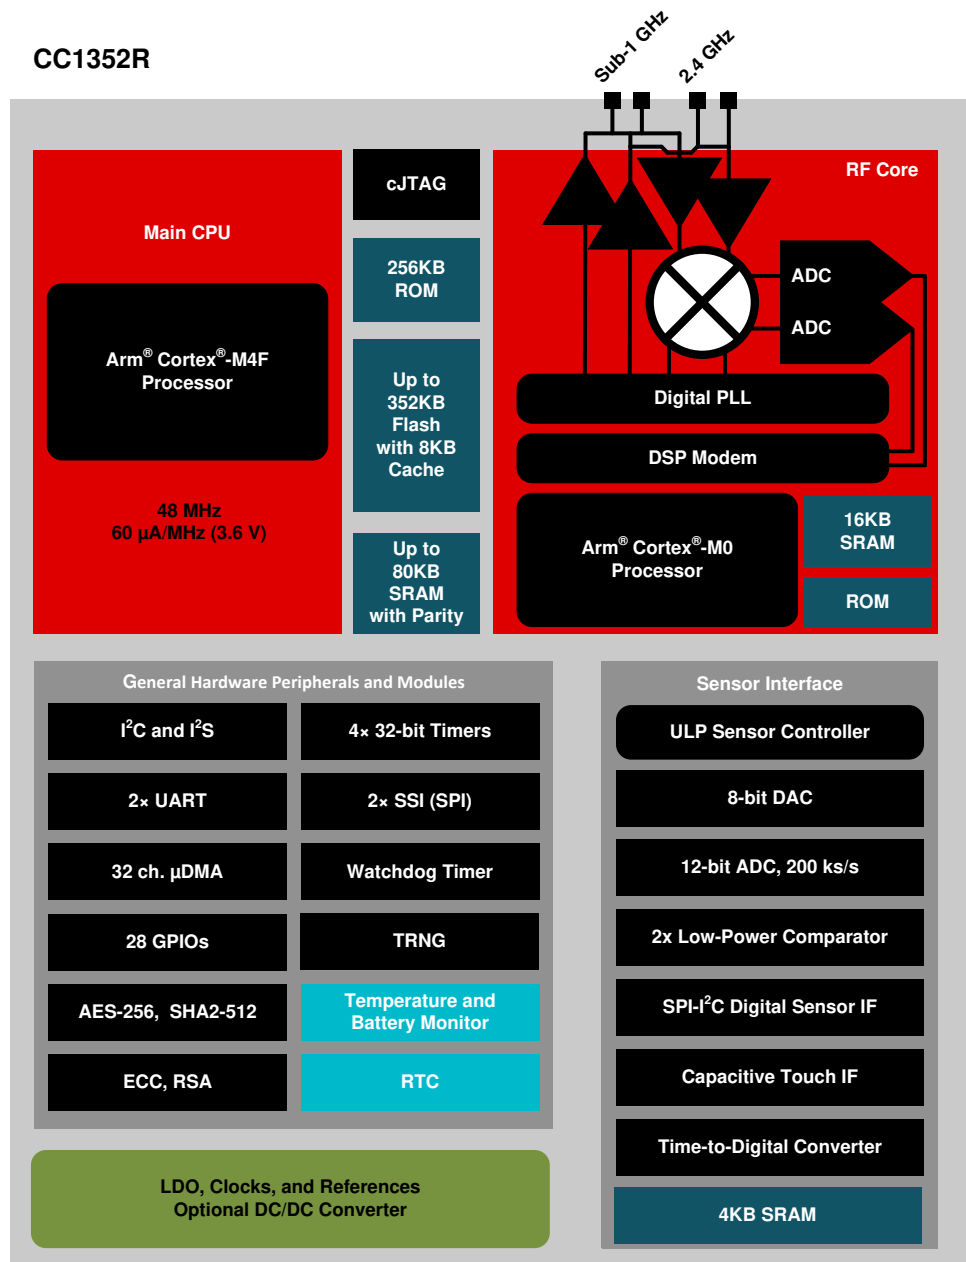 CC1352R
Sub-1 GHz
2.4 GHz
Main CPU
Arm® Cortex®-M4F
Processor
48 MHz
60 µA/MHz (3.6 V)
cJTAG
256KB
ROM
Up to
352KB
Flash
with 8KB
Cache
Up to
80KB
SRAM
with Parity
RF Core
ADC
ADC
Digital PLL
DSP Modem
Arm® Cortex®-M0
Processor
16KB
SRAM
ROM
General Hardware Peripherals and Modules
I²C and I²S
4× 32-bit Timers
2× UART
2× SSI (SPI)
32 ch. µDMA
Watchdog Timer
28 GPIOs
TRNG
AES-256, SHA2-512
Temperature and
Battery Monitor
ECC, RSA
RTC
LDO, Clocks, and References
Optional DC/DC Converter
Sensor Interface
ULP Sensor Controller
8-bit DAC
12-bit ADC, 200 ks/s
2x Low-Power Comparator
SPI-I²C Digital Sensor IF
Capacitive Touch IF
Time-to-Digital Converter
4KB SRAM